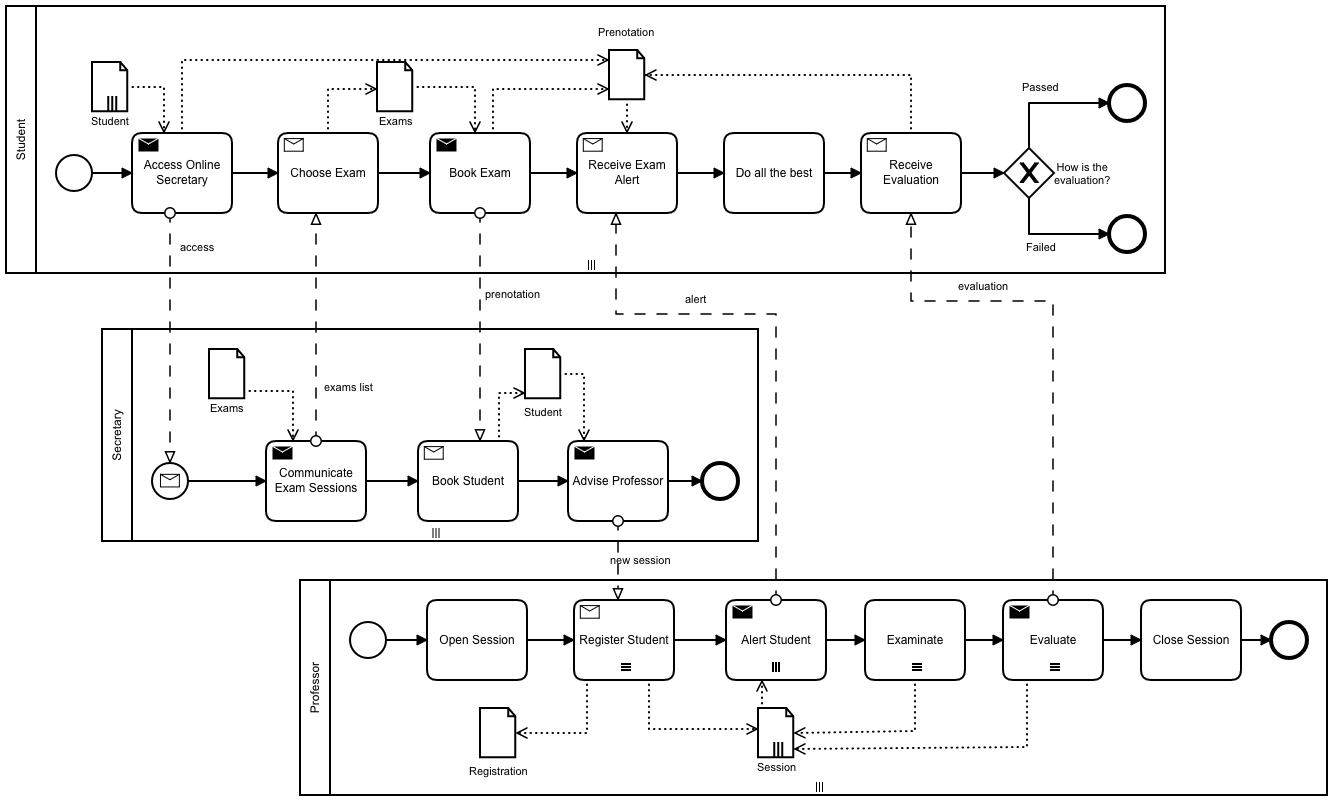 Student
Prenotation
Student
Exams
Passed
Access Online
Secretary
Choose Exam
Book Exam
Receive Exam
Alert
Do all the best
Receive
Evaluation
How is the
evaluation?
Failed
access
prenotation
alert
evaluation
Secretary
Exams
exams list
Student
Communicate
Exam Sessions
Book Student
Advise Professor
new session
Professor
Open Session
Register Student
Alert Student
Examinate
Evaluate
Close Session
Registration
Session